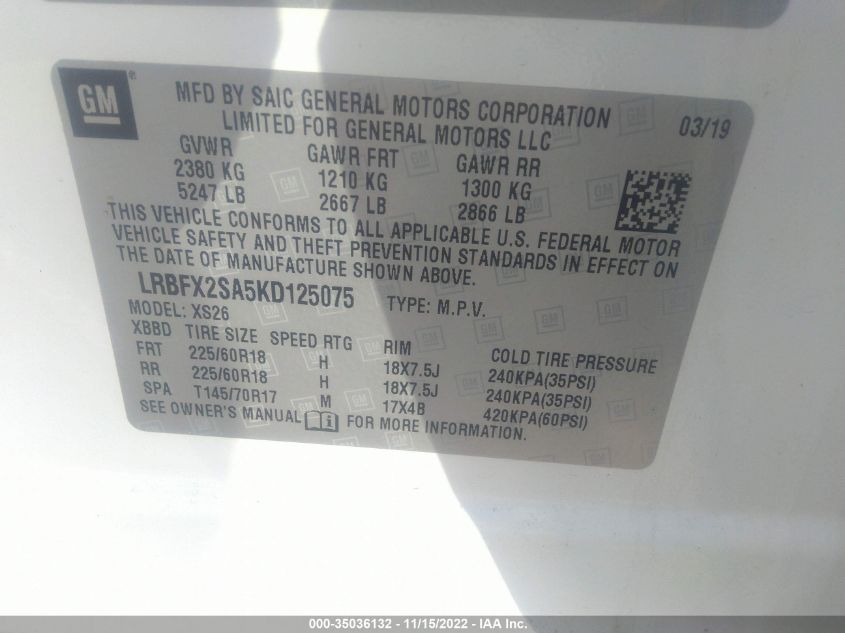 GM ®
MFD BY SAIC GENERAL MOTORS CORPORATION
LIMITED FOR GENERAL MOTORS LLC
03/19
GVWR GAWR FRT GAWR RR
2380 KG 1210 KG 1300 KG
5247 LB 2667 LB 2866 LB
THIS VEHICLE CONFORMS TO ALL APPLICABLE U.S. FEDERAL MOTOR
VEHICLE SAFETY AND THEFT PREVENTION STANDARDS IN EFFECT ON
THE DATE OF MANUFACTURE SHOWN ABOVE.
LRBFX2SA5KD125075 TYPE: M.P.V.
MODEL: XS26
XBBD TIRE SIZE SPEED RTG RIM COLD TIRE PRESSURE
FRT 225/60R18 H 18X7.5J 240KPA(35PSI)
RR 225/60R18 H 18X7.5J 240KPA(35PSI)
SPA T145/70R17 M 17X4B 420KPA(60PSI)
SEE OWNER'S MANUAL FOR MORE INFORMATION.
000-35036132 - 11/15/2022 - IAA Inc.